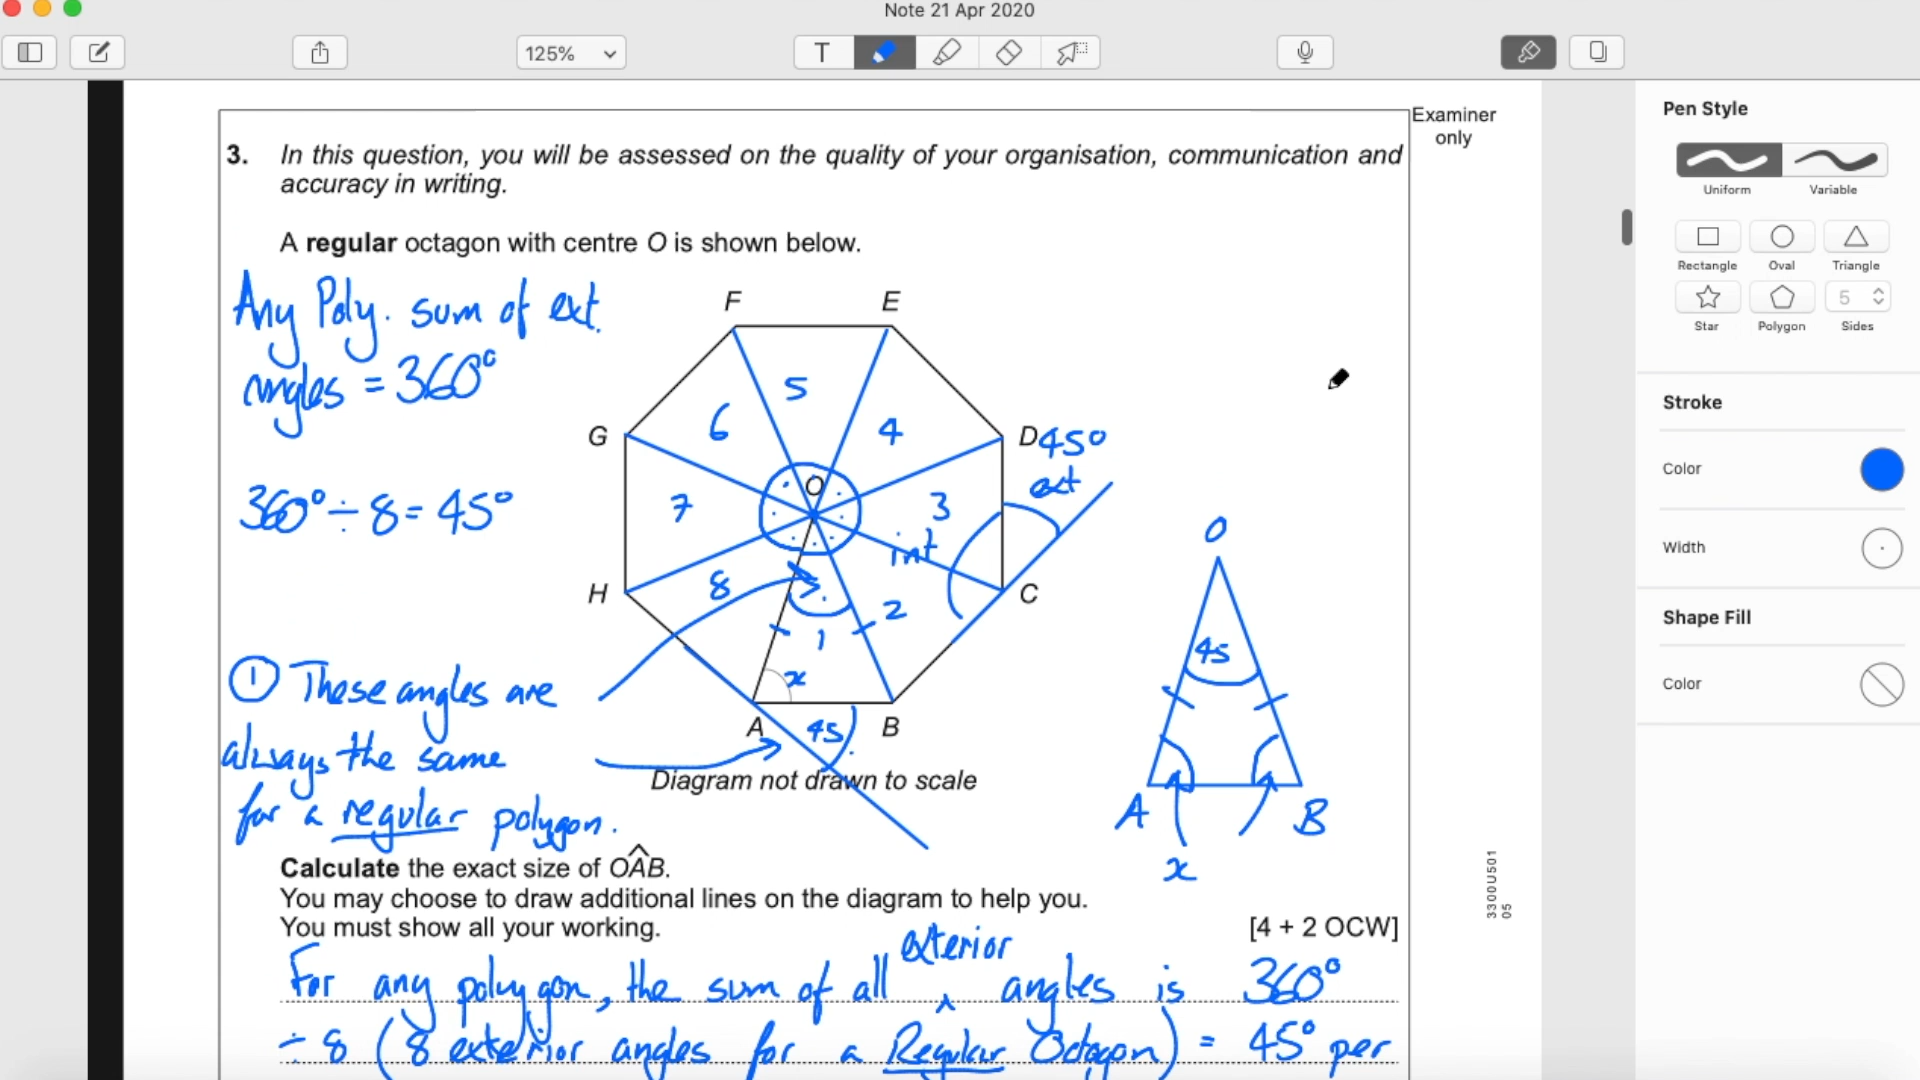 Note 21 Apr 2020
125%
T
Examiner
only
3. In this question, you will be assessed on the quality of your organisation, communication and
accuracy in writing.
A regular octagon with centre O is shown below.
Any Poly. sum of ext.
angles = 360°
360° ÷ 8 = 45°
F E
5
6 4
G O D 45°
ext
7 3
int
H 8 C
2
1
x
A 45 B
① These angles are
always the same
for a regular polygon.
Diagram not drawn to scale
O
45
A B
x
Calculate the exact size of OÂB.
You may choose to draw additional lines on the diagram to help you.
You must show all your working.
[4 + 2 OCW]
exterior
For any polygon, the sum of all ^ angles is 360°
÷ 8 (8 exterior angles for a Regular Octagon) = 45° per
3300U501
05
Pen Style
Uniform Variable
Rectangle Oval Triangle
5
Star Polygon Sides
Stroke
Color
Width
Shape Fill
Color